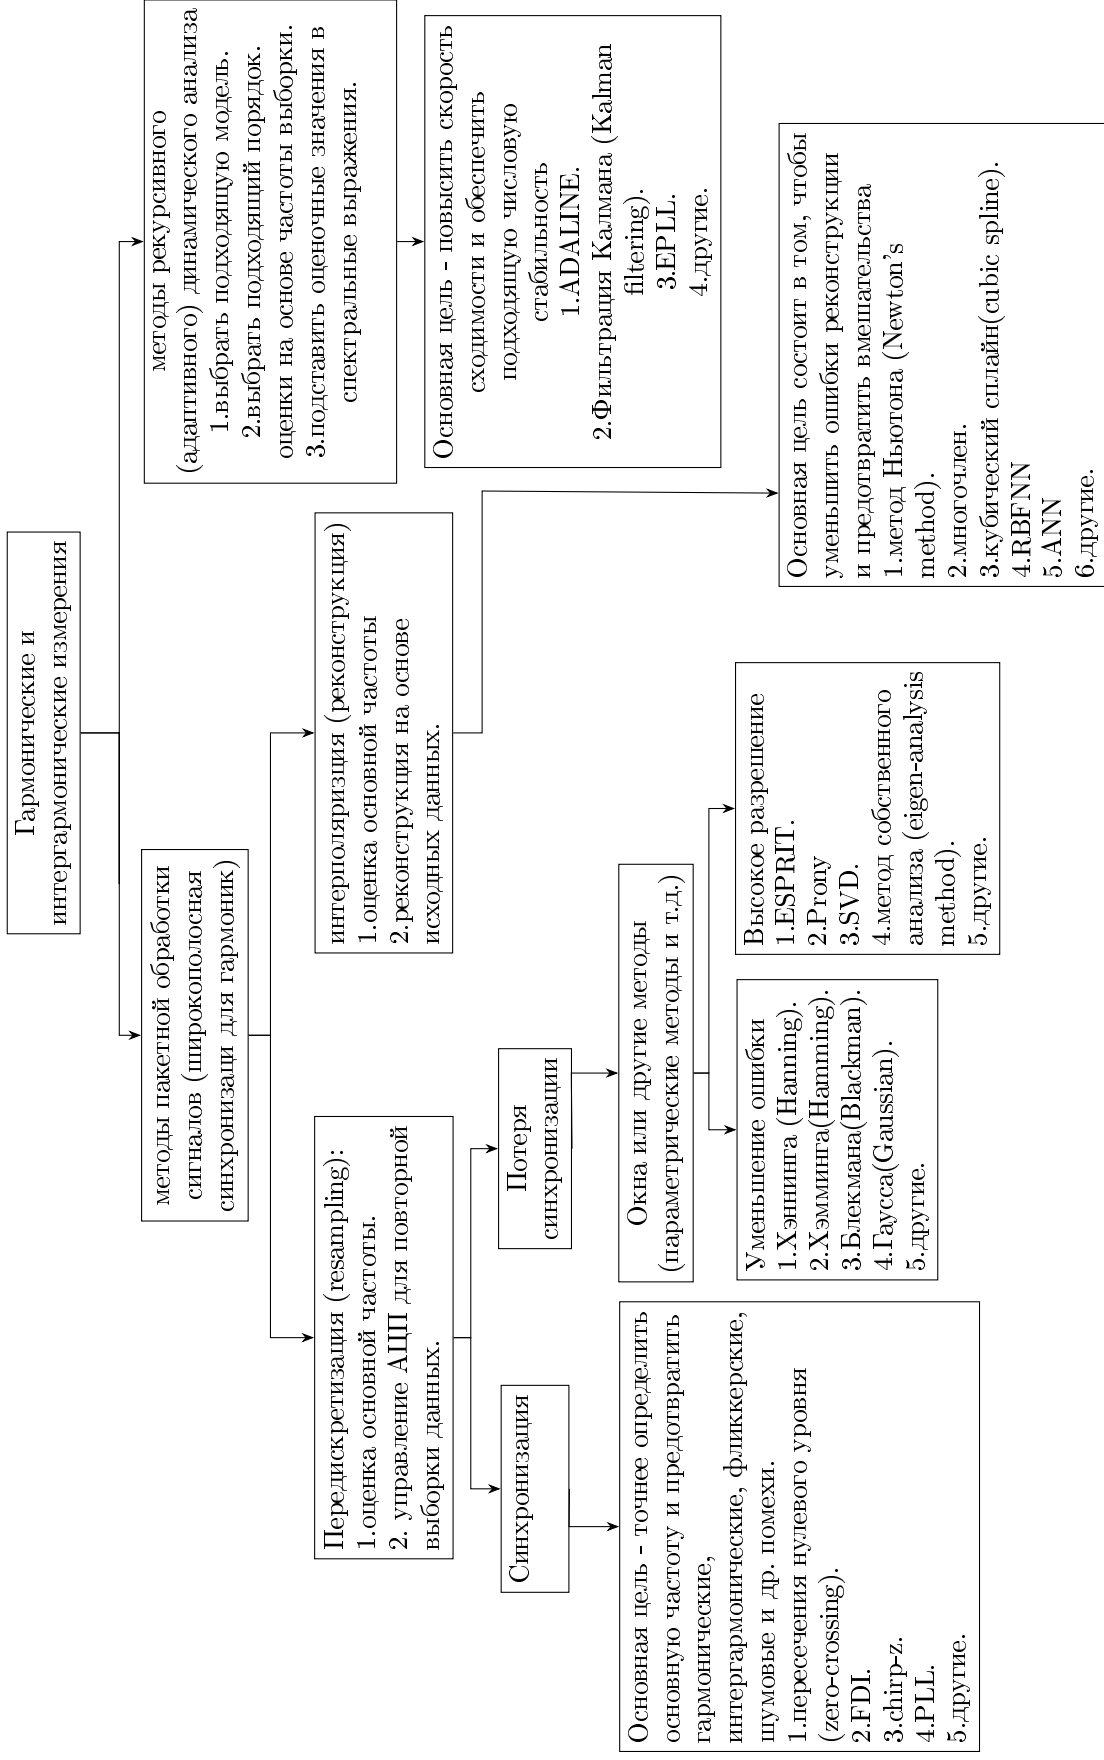 Гармонические и
интергармонические измерения
методы пакетной обработки
сигналов (широкополосная
синхронизаци для гармоник)
методы рекурсивного
(адаптивного) динамического анализа
1.выбрать подходящую модель.
2.выбрать подходящий порядок.
оценки на основе частоты выборки.
3.подставить оценочные значения в
спектральные выражения.
Передискретизация (resampling):
1.оценка основной частоты.
2. управление АЦП для повторной
выборки данных.
интерполяризция (реконструкция)
1.оценка основной частоты
2.реконструкция на основе
исходных данных.
Основная цель - повысить скорость
сходимости и обеспечить
подходящую числовую
стабильность
1.ADALINE.
2.Фильтрация Калмана (Kalman
filtering).
3.EPLL.
4.другие.
Синхронизация
Потеря
синхронизации
Основная цель - точнее определить
основную частоту и предотвратить
гармонические,
интергармонические, фликкерские,
шумовые и др. помехи.
1.пересечения нулевого уровня
(zero-crossing).
2.FDI.
3.chirp-z.
4.PLL.
5.другие.
Окна или другие методы
(параметрические методы и т.д.)
Уменьшение ошибки
1.Хэннинга (Hanning).
2.Хэмминга(Hamming).
3.Блекмана(Blackman).
4.Гаусса(Gaussian).
5.другие.
Высокое разрешение
1.ESPRIT.
2.Prony
3.SVD.
4.метод собственного
анализа (eigen-analysis
method).
5.другие.
Основная цель состоит в том, чтобы
уменьшить ошибки реконструкции
и предотвратить вмешательства
1.метод Ньютона (Newton's
method).
2.многочлен.
3.кубический сплайн(cubic spline).
4.RBFNN
5.ANN
6.другие.